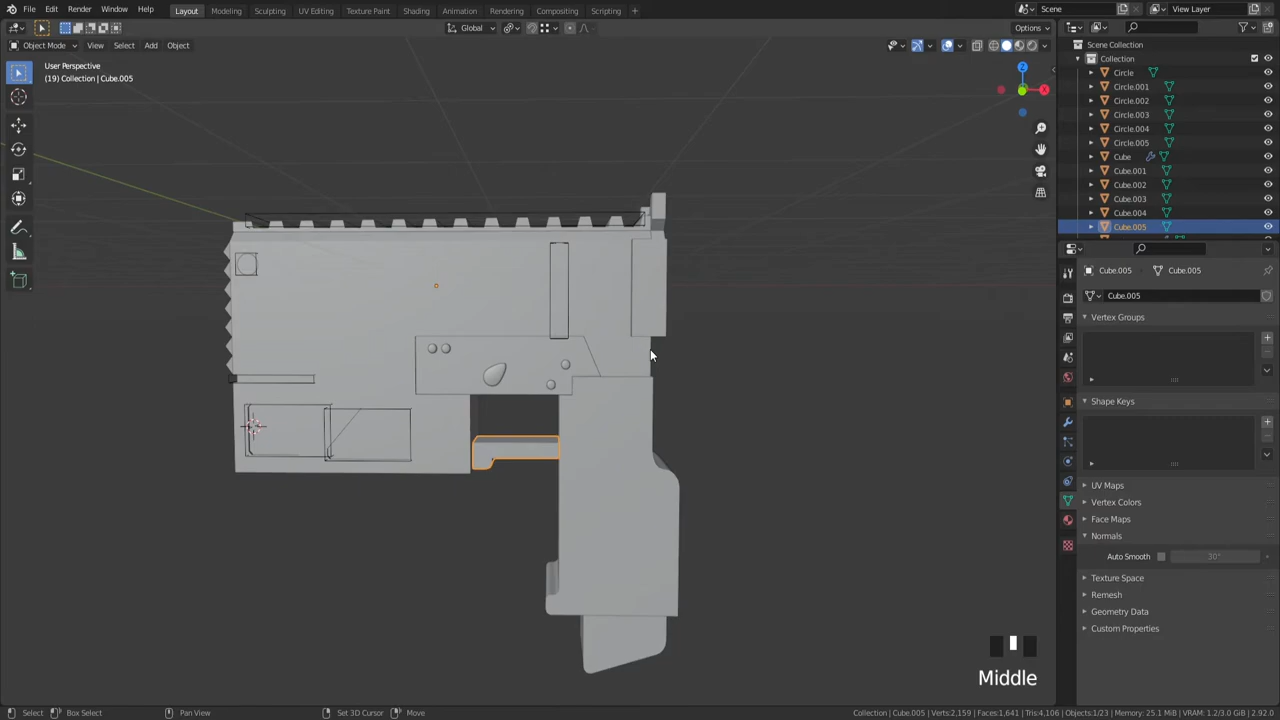 File Edit Render Window Help Layout Modeling Sculpting UV Editing Texture Paint Shading Animation Rendering Compositing Scripting Scene View Layer
Global Options
Object Mode View Select Add Object
User Perspective
(19) Collection | Cube.005
Z
X
Scene Collection
Collection
Circle
Circle.001
Circle.002
Circle.003
Circle.004
Circle.005
Cube
Cube.001
Cube.002
Cube.003
Cube.004
Cube.005
Cube.005 Cube.005
Cube.005
Vertex Groups
Shape Keys
UV Maps
Vertex Colors
Face Maps
Normals
Auto Smooth 30°
Texture Space
Remesh
Geometry Data
Custom Properties
Middle
Select Box Select Pan View Set 3D Cursor Move Collection | Cube.005 | Verts:2,159 | Faces:1,641 | Tris:4,106 | Objects:1/23 | Memory: 25.1 MiB | VRAM: 1.2/3.0 GiB | 2.92.0